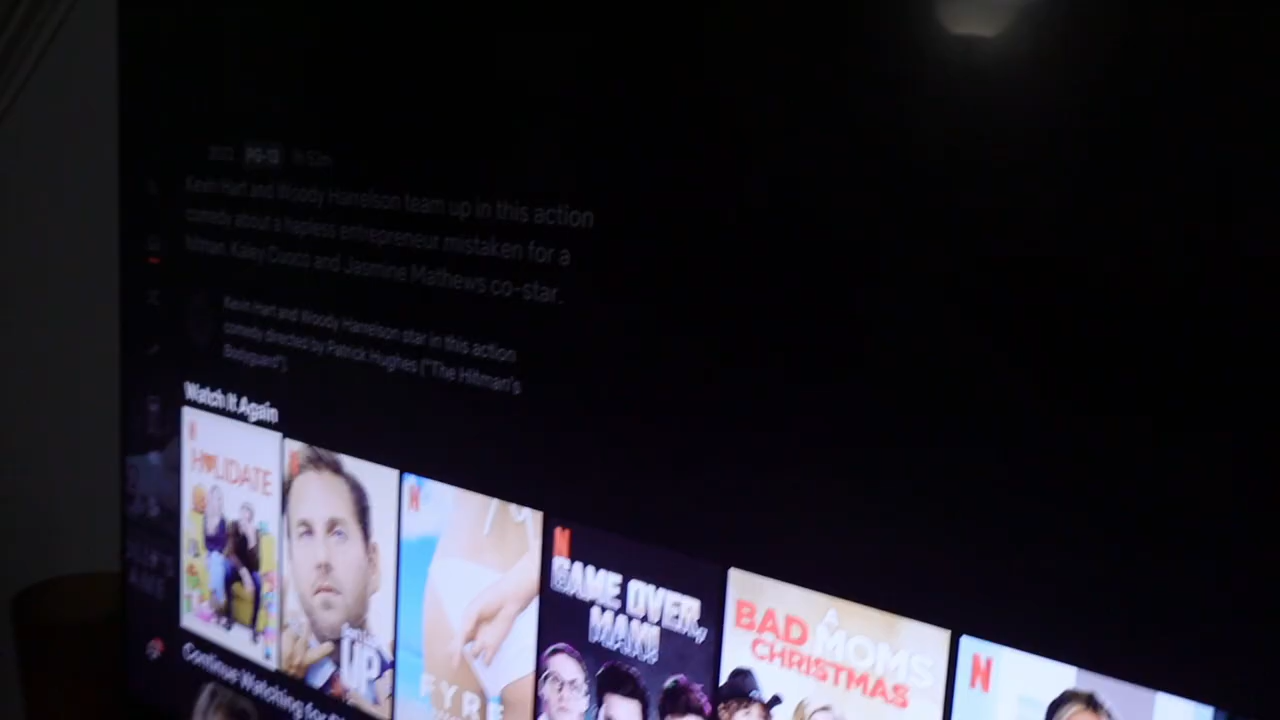 PG-13
Kevin Hart and Woody Harrelson team up in this action
comedy about a hapless entrepreneur mistaken for a
hitman. Kaley Cuoco and Jasmine Mathews co-star.
Kevin Hart and Woody Harrelson star in this action
comedy directed by Patrick Hughes ("The Hitman's
Bodyguard").
Watch It Again
N
HOLIDATE
N
UP
N
FYRE
N
GAME OVER,
MAN!
A
BAD MOMS
CHRISTMAS
N
Continue Watching for